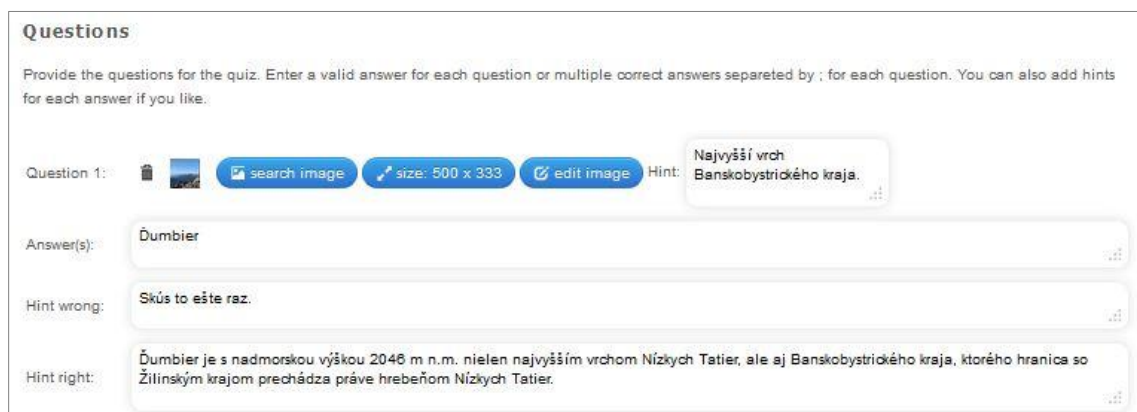 Questions
Provide the questions for the quiz. Enter a valid answer for each question or multiple correct answers separeted by ; for each question. You can also add hints
for each answer if you like.
Question 1: search image size: 500 x 333 edit image Hint: Najvyšší vrch
Banskobystrického kraja.
Answer(s): Ďumbier
Hint wrong: Skús to ešte raz.
Hint right: Ďumbier je s nadmorskou výškou 2046 m n.m. nielen najvyšším vrchom Nízkych Tatier, ale aj Banskobystrického kraja, ktorého hranica so
Žilinským krajom prechádza práve hrebeňom Nízkych Tatier.